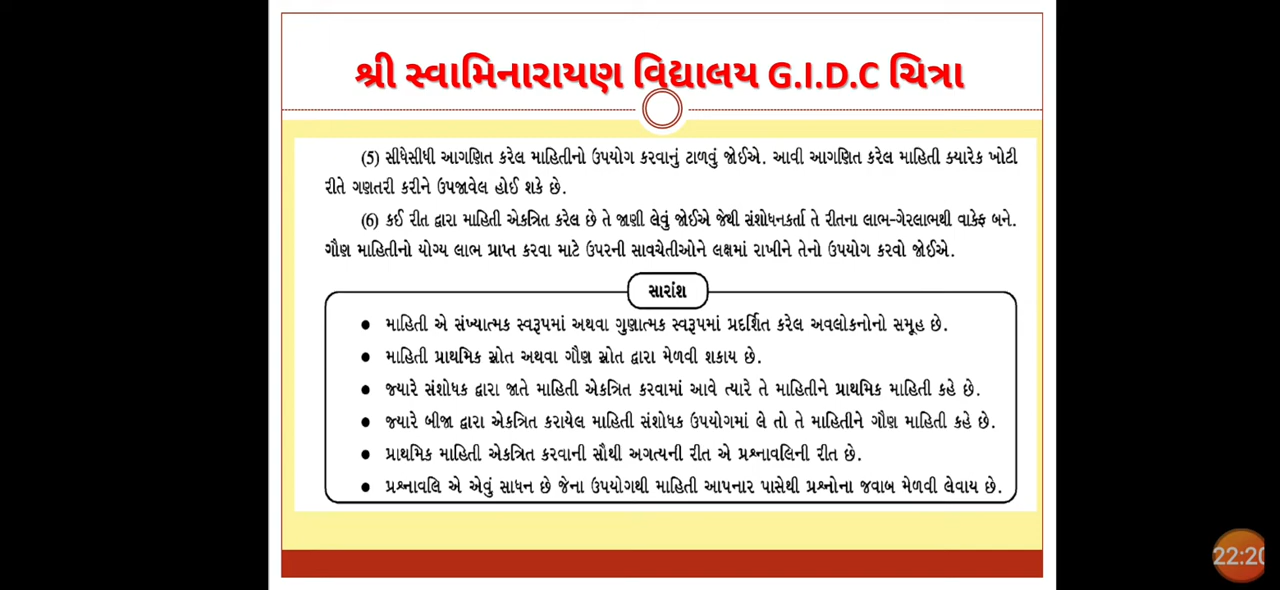 શ્રી સ્વામિનારાયણ વિદ્યાલય G.I.D.C ચિત્રા
(5) સીધેસીધી આગણિત કરેલ માહિતીનો ઉપયોગ કરવાનું ટાળવું જોઈએ. આવી આગણિત કરેલ માહિતી ક્યારેક ખોટી
રીતે ગણતરી કરીને ઉપજાવેલ હોઈ શકે છે.
(6) કઈ રીત દ્વારા માહિતી એકત્રિત કરેલ છે તે જાણી લેવું જોઈએ જેથી સંશોધનકર્તા તે રીતના લાભ-ગેરલાભથી વાકેફ બને.
ગૌણ માહિતીનો યોગ્ય લાભ પ્રાપ્ત કરવા માટે ઉપરની સાવચેતીઓને લક્ષમાં રાખીને તેનો ઉપયોગ કરવો જોઈએ.
સારાંશ
● માહિતી એ સંખ્યાત્મક સ્વરૂપમાં અથવા ગુણાત્મક સ્વરૂપમાં પ્રદર્શિત કરેલ અવલોકનોનો સમૂહ છે.
● માહિતી પ્રાથમિક સ્રોત અથવા ગૌણ સ્રોત દ્વારા મેળવી શકાય છે.
● જ્યારે સંશોધક દ્વારા જાતે માહિતી એકત્રિત કરવામાં આવે ત્યારે તે માહિતીને પ્રાથમિક માહિતી કહે છે.
● જ્યારે બીજા દ્વારા એકત્રિત કરાયેલ માહિતી સંશોધક ઉપયોગમાં લે તો તે માહિતીને ગૌણ માહિતી કહે છે.
● પ્રાથમિક માહિતી એકત્રિત કરવાની સૌથી અગત્યની રીત એ પ્રશ્નાવલિની રીત છે.
● પ્રશ્નાવલિ એ એવું સાધન છે જેના ઉપયોગથી માહિતી આપનાર પાસેથી પ્રશ્નોના જવાબ મેળવી લેવાય છે.
22:20